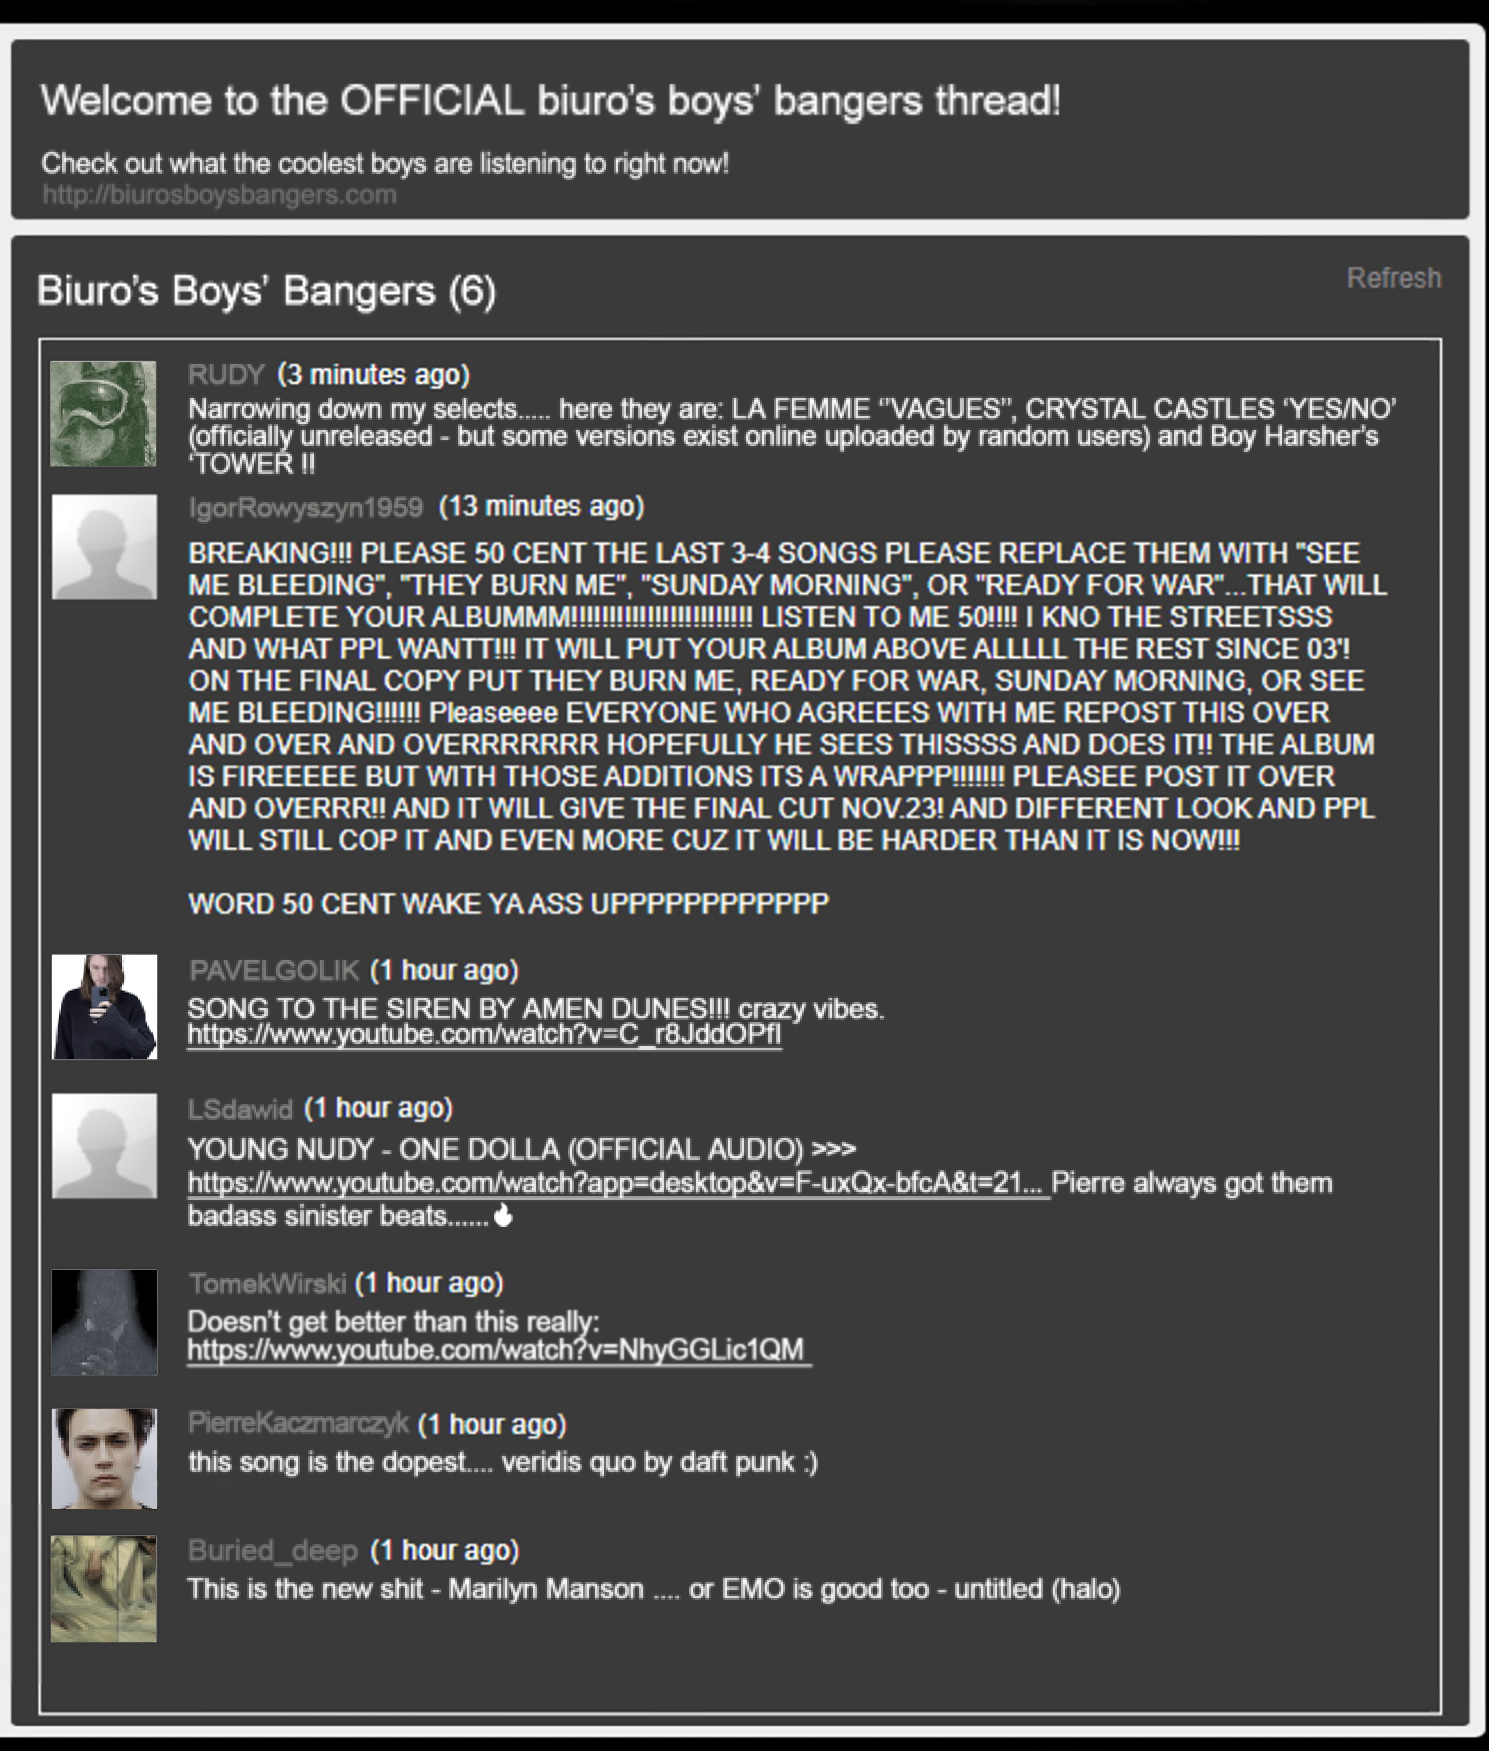 Welcome to the OFFICIAL biuro's boys' bangers thread!
Check out what the coolest boys are listening to right now!
http://biurosboysbangers.com
Biuro's Boys' Bangers (6)
Refresh
RUDY (3 minutes ago)
Narrowing down my selects..... here they are: LA FEMME ‘'VAGUES”, CRYSTAL CASTLES ‘YES/NO’
(officially unreleased - but some versions exist online uploaded by random users) and Boy Harsher’s
‘TOWER !!
IgorRowyszyn1959 (13 minutes ago)
BREAKING!!! PLEASE 50 CENT THE LAST 3-4 SONGS PLEASE REPLACE THEM WITH "SEE
ME BLEEDING", "THEY BURN ME", "SUNDAY MORNING", OR "READY FOR WAR"...THAT WILL
COMPLETE YOUR ALBUMMM!!!!!!!!!!!!!!!!!!!!!!!!! LISTEN TO ME 50!!!! I KNO THE STREETSSS
AND WHAT PPL WANTT!!! IT WILL PUT YOUR ALBUM ABOVE ALLLLL THE REST SINCE 03'!
ON THE FINAL COPY PUT THEY BURN ME, READY FOR WAR, SUNDAY MORNING, OR SEE
ME BLEEDING!!!!!! Pleaseeee EVERYONE WHO AGREEES WITH ME REPOST THIS OVER
AND OVER AND OVERRRRRRR HOPEFULLY HE SEES THISSSS AND DOES IT!! THE ALBUM
IS FIREEEEE BUT WITH THOSE ADDITIONS ITS A WRAPPP!!!!!!! PLEASEE POST IT OVER
AND OVERRR!! AND IT WILL GIVE THE FINAL CUT NOV.23! AND DIFFERENT LOOK AND PPL
WILL STILL COP IT AND EVEN MORE CUZ IT WILL BE HARDER THAN IT IS NOW!!!
WORD 50 CENT WAKE YA ASS UPPPPPPPPPPPP
PAVELGOLIK (1 hour ago)
SONG TO THE SIREN BY AMEN DUNES!!! crazy vibes.
https://www.youtube.com/watch?v=C_r8JddOPfI
LSdawid (1 hour ago)
YOUNG NUDY - ONE DOLLA (OFFICIAL AUDIO) >>>
https://www.youtube.com/watch?app=desktop&v=F-uxQx-bfcA&t=21... Pierre always got them
badass sinister beats......
TomekWirski (1 hour ago)
Doesn’t get better than this really:
https://www.youtube.com/watch?v=NhyGGLic1QM
PierreKaczmarczyk (1 hour ago)
this song is the dopest.... veridis quo by daft punk :)
Buried_deep (1 hour ago)
This is the new shit - Marilyn Manson .... or EMO is good too - untitled (halo)